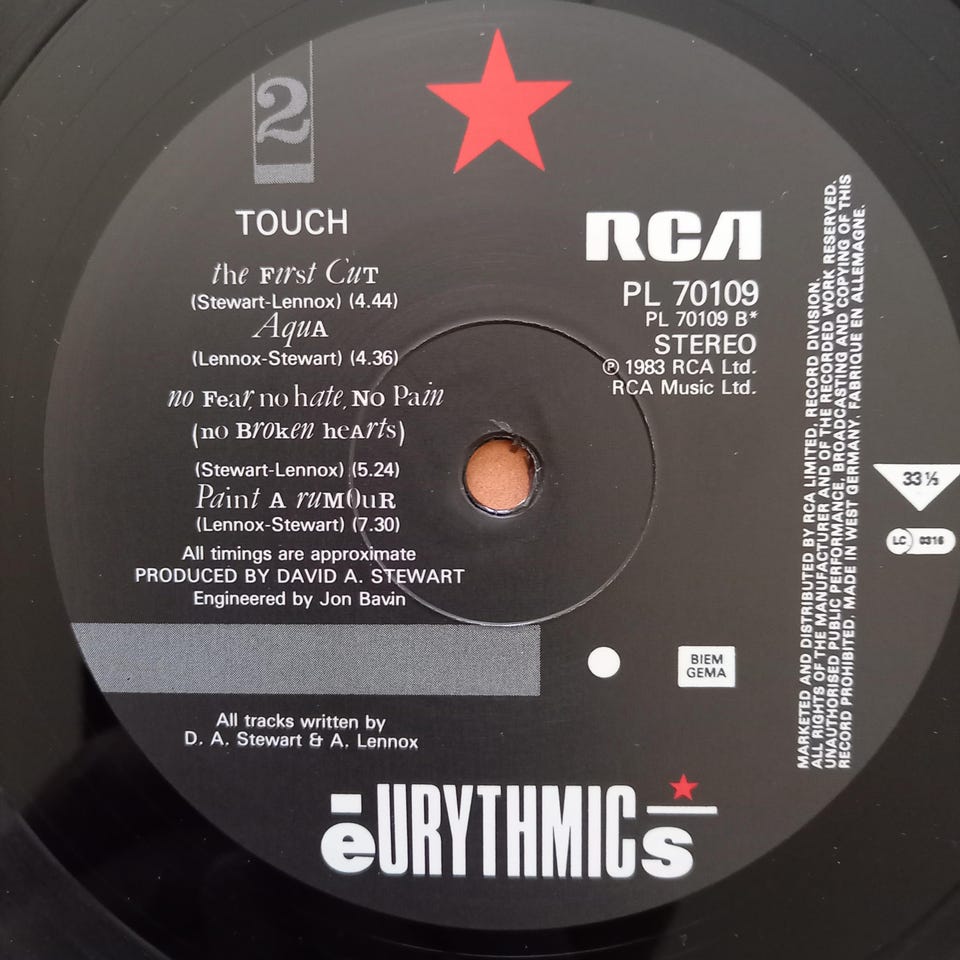 2
TOUCH
the First Cut
(Stewart-Lennox) (4.44)
AquA
(Lennox-Stewart) (4.36)
no Fear, no hate, No Pain
(no Broken heArts)
(Stewart-Lennox) (5.24)
Paint A ruMOuR
(Lennox-Stewart) (7.30)
All timings are approximate
PRODUCED BY DAVID A. STEWART
Engineered by Jon Bavin
All tracks written by
D. A. Stewart & A. Lennox
RCA
PL 70109
PL 70109 B*
STEREO
℗ 1983 RCA Ltd.
RCA Music Ltd.
BIEM
GEMA
MARKETED AND DISTRIBUTED BY RCA LIMITED, RECORD DIVISION.
ALL RIGHTS OF THE MANUFACTURER AND OF THE RECORDED WORK RESERVED.
UNAUTHORISED PUBLIC PERFORMANCE, BROADCASTING AND COPYING OF THIS
RECORD PROHIBITED. MADE IN WEST GERMANY. FABRIQUE EN ALLEMAGNE.
33⅓
LC 0316
eURYTHMICs